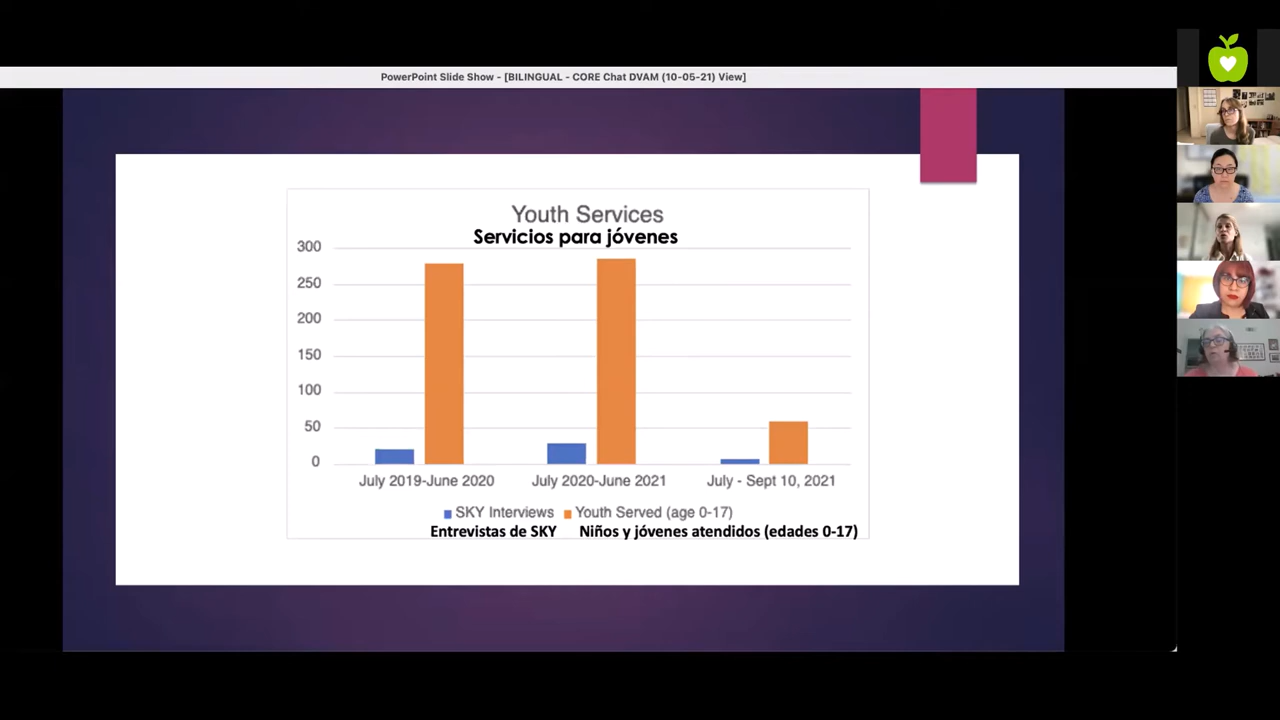 PowerPoint Slide Show - [BILINGUAL - CORE Chat DVAM (10-05-21) View]
Youth Services
Servicios para jóvenes
300
250
200
150
100
50
0
July 2019-June 2020
July 2020-June 2021
July - Sept 10, 2021
SKY Interviews
Youth Served (age 0-17)
Entrevistas de SKY
Niños y jóvenes atendidos (edades 0-17)